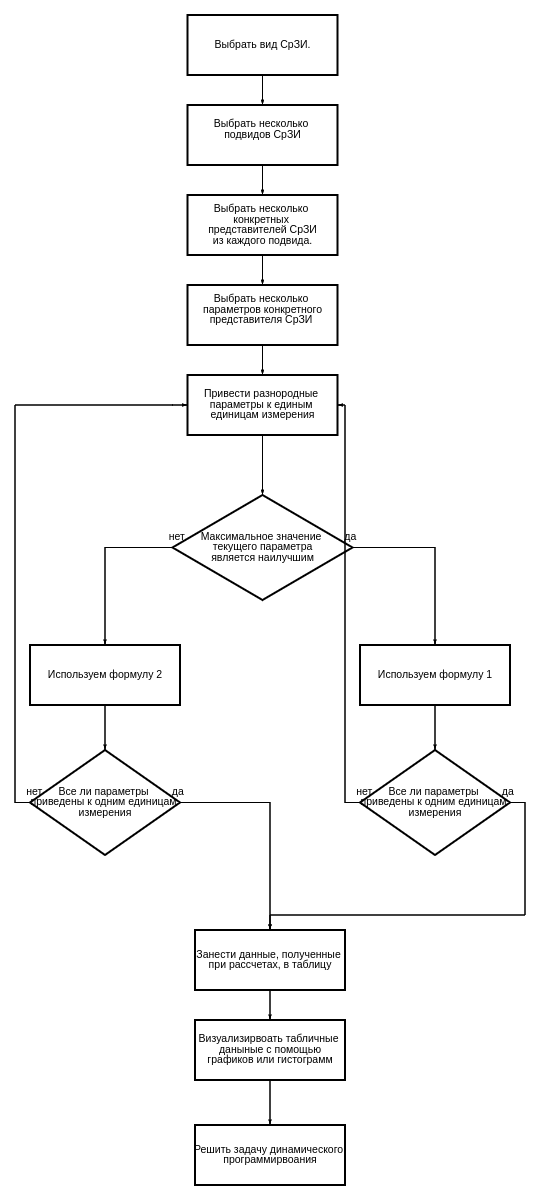 Выбрать вид СрЗИ.
Выбрать несколько
подвидов СрЗИ
Выбрать несколько
конкретных
представителей СрЗИ
из каждого подвида.
Выбрать несколько
параметров конкретного
представителя СрЗИ
Привести разнородные
параметры к единым
единицам измерения
нет
Максимальное значение
текущего параметра
является наилучшим
да
Используем формулу 2
Используем формулу 1
нет
Все ли параметры
приведены к одним единицам
измерения
да
нет
Все ли параметры
приведены к одним единицам
измерения
да
Занести данные, полученные
при рассчетах, в таблицу
Визуализирвоать табличные
даныные с помощью
графиков или гистограмм
Решить задачу динамического
программирвоания